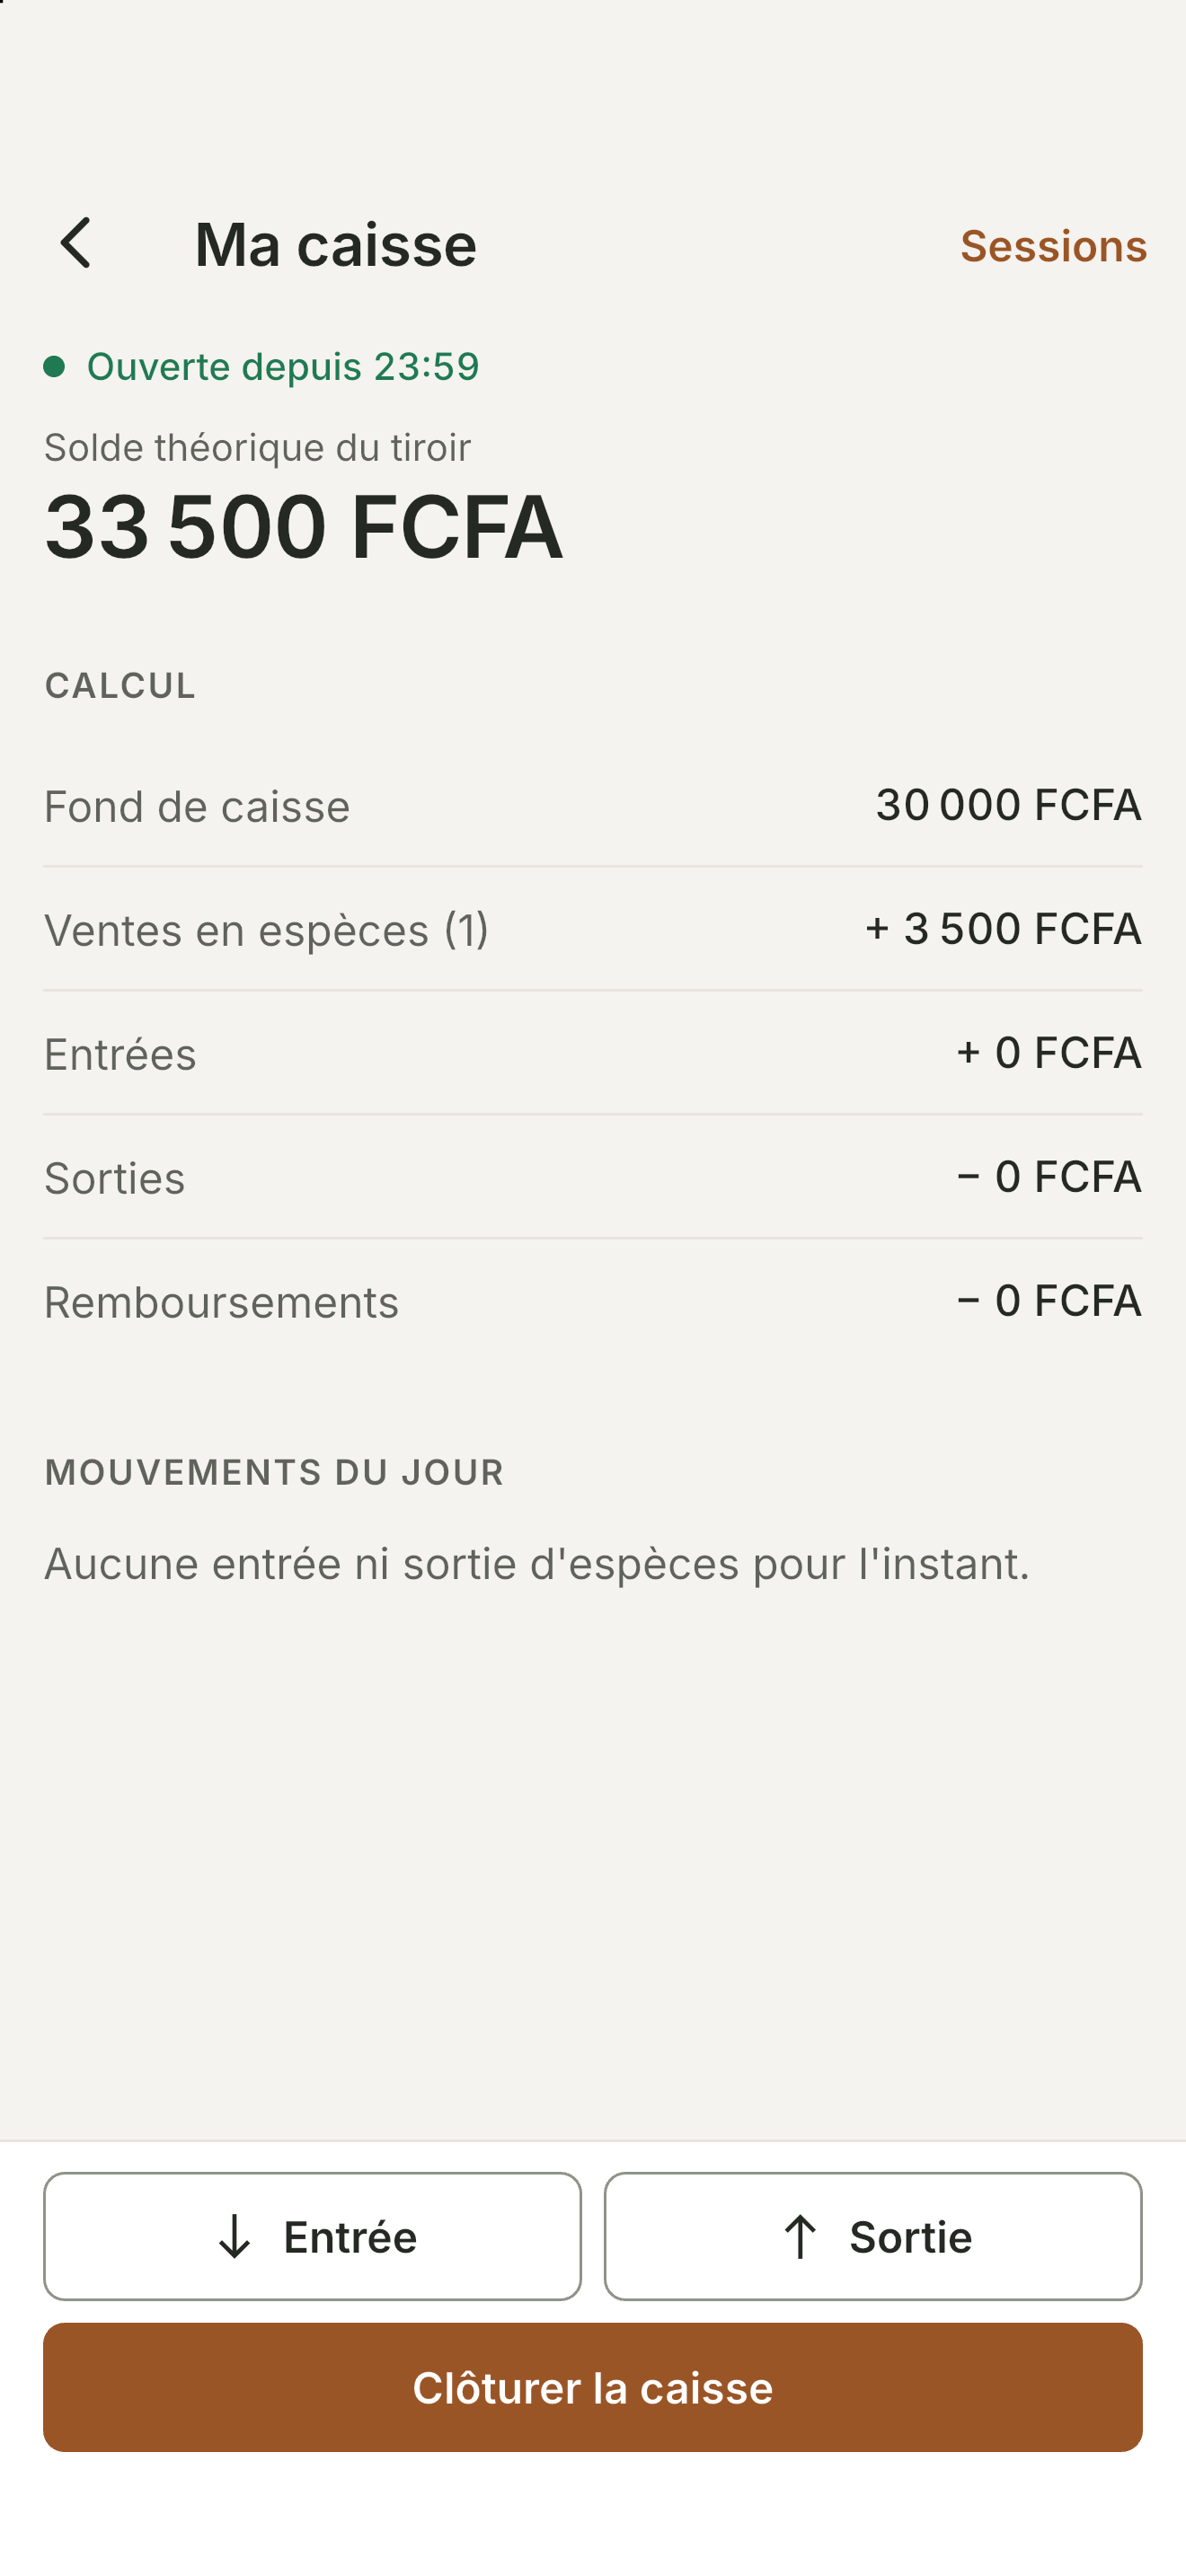 Ma caisse
Sessions
Ouverte depuis 23:59
Solde théorique du tiroir
33 500 FCFA
CALCUL
Fond de caisse 30 000 FCFA
Ventes en espèces (1) + 3 500 FCFA
Entrées + 0 FCFA
Sorties − 0 FCFA
Remboursements − 0 FCFA
MOUVEMENTS DU JOUR
Aucune entrée ni sortie d'espèces pour l'instant.
↓ Entrée
↑ Sortie
Clôturer la caisse